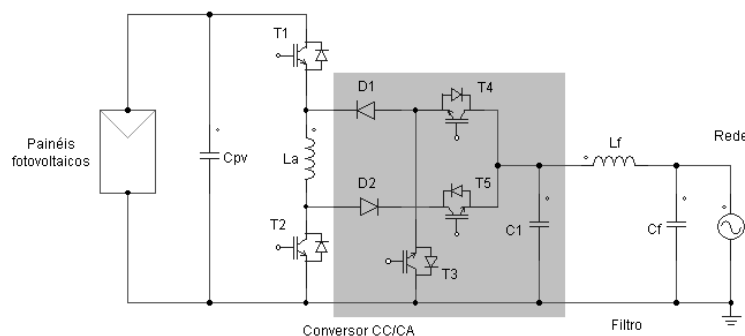 T1
D1
T4
Rede
Painéis
fotovoltaicos
Cpv
La
Lf
D2
T5
T2
C1
Cf
T3
Conversor CC/CA
Filtro